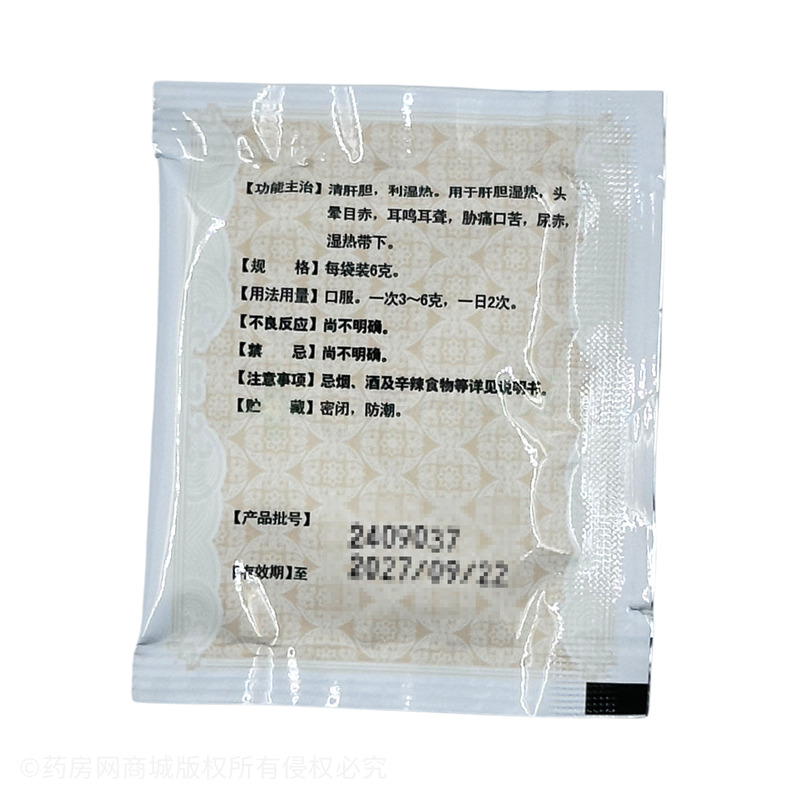 【功能主治】清肝胆，利湿热。用于肝胆湿热，头
晕目赤，耳鸣耳聋，胁痛口苦，尿赤，
湿热带下。
【规 格】每袋装6克。
【用法用量】口服。一次3～6克，一日2次。
【不良反应】尚不明确。
【禁 忌】尚不明确。
【注意事项】忌烟、酒及辛辣食物等详见说明书。
【贮 藏】密闭，防潮。
【产品批号】
2409037
【有效期】至
2027/09/22
©药房网商城版权所有侵权必究